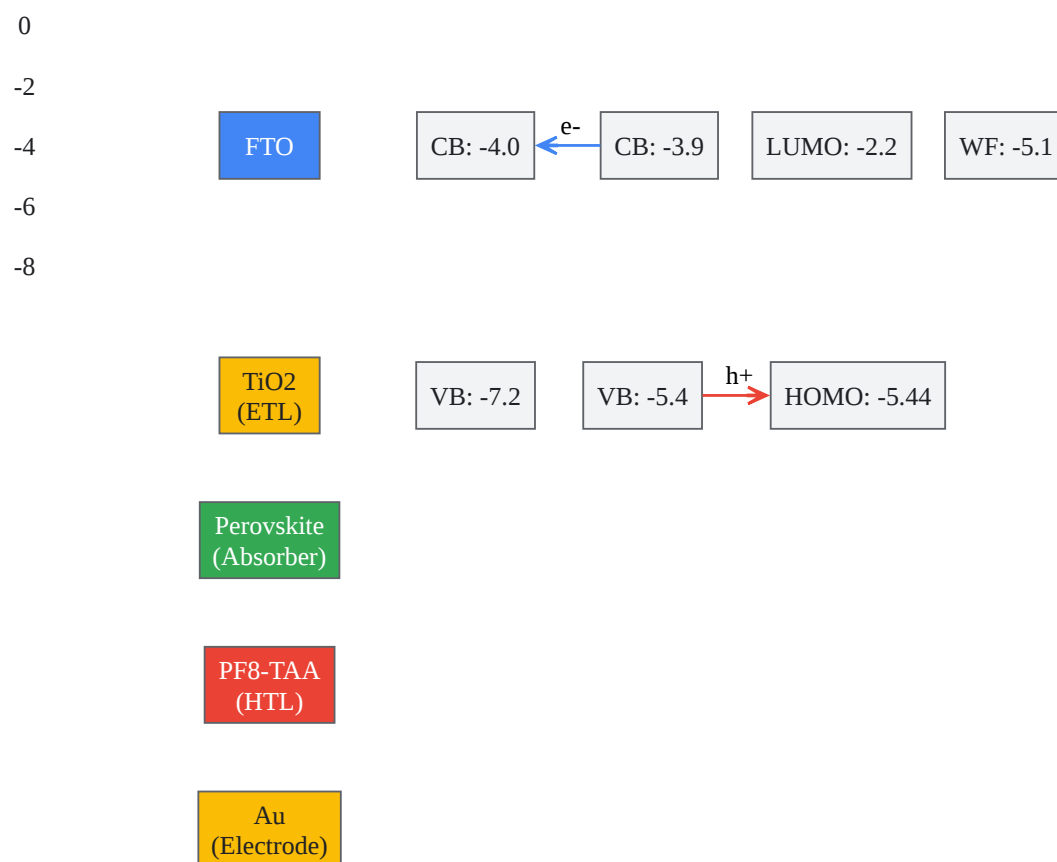 0
-2
e-
-4
FTO
CB: -4.0
CB: -3.9
LUMO: -2.2
WF: -5.1
-6
-8
TiO2
(ETL)
VB: -7.2
VB: -5.4
h+
HOMO: -5.44
Perovskite
(Absorber)
PF8-TAA
(HTL)
Au
(Electrode)